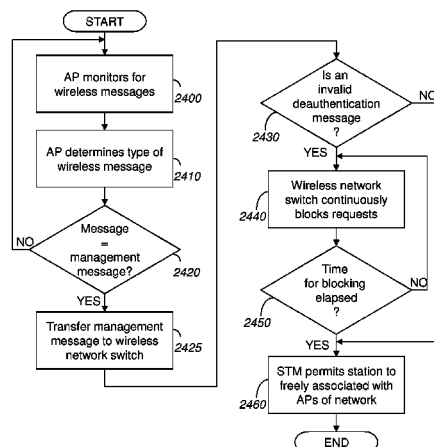 START
AP monitors for
wireless messages
2400
AP determines type of
wireless message
2410
Message
=
management
message?
NO
2420
YES
Transfer management
message to wireless
network switch
2425
Is an
invalid
deauthentication
message
?
NO
2430
YES
Wireless network
switch continuously
blocks requests
2440
Time
for blocking
elapsed
?
NO
2450
YES
STM permits station to
freely associated with
APs of network
2460
END